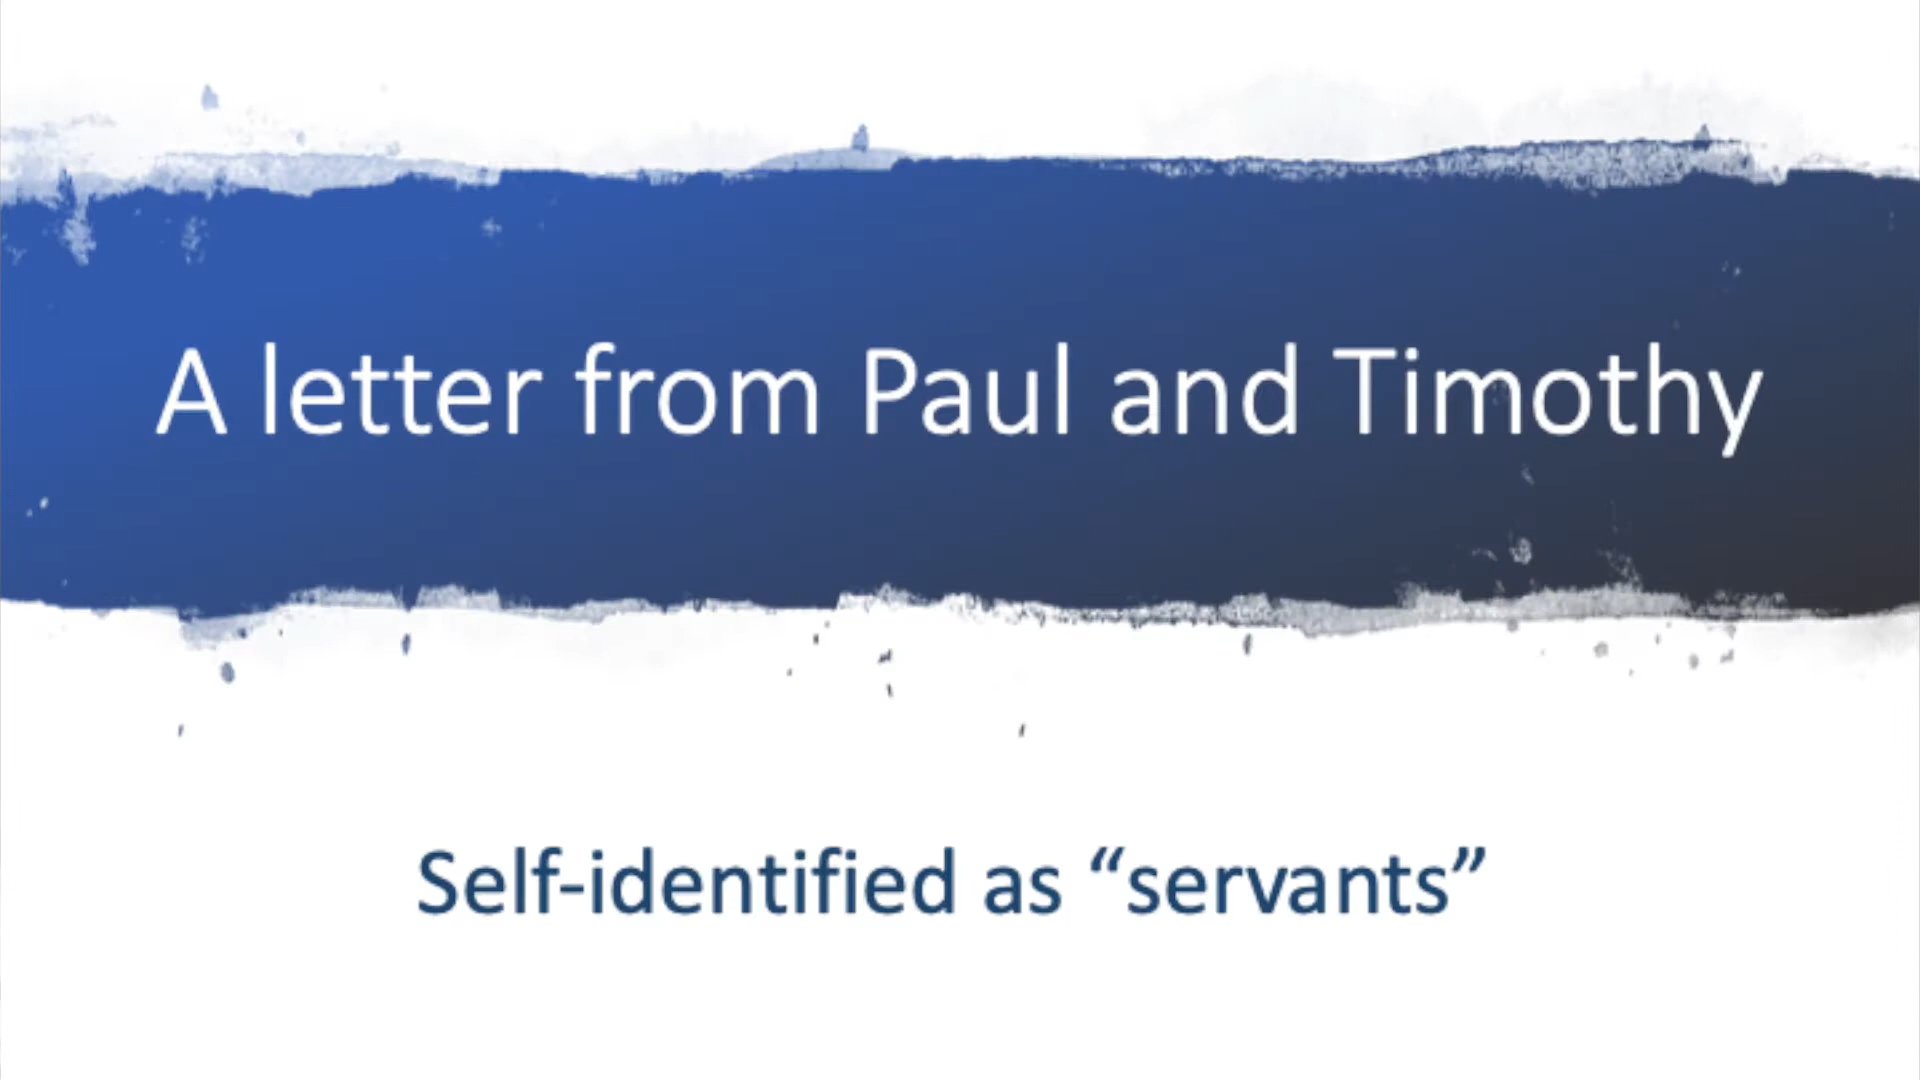 A letter from Paul and Timothy
Self-identified as “servants”